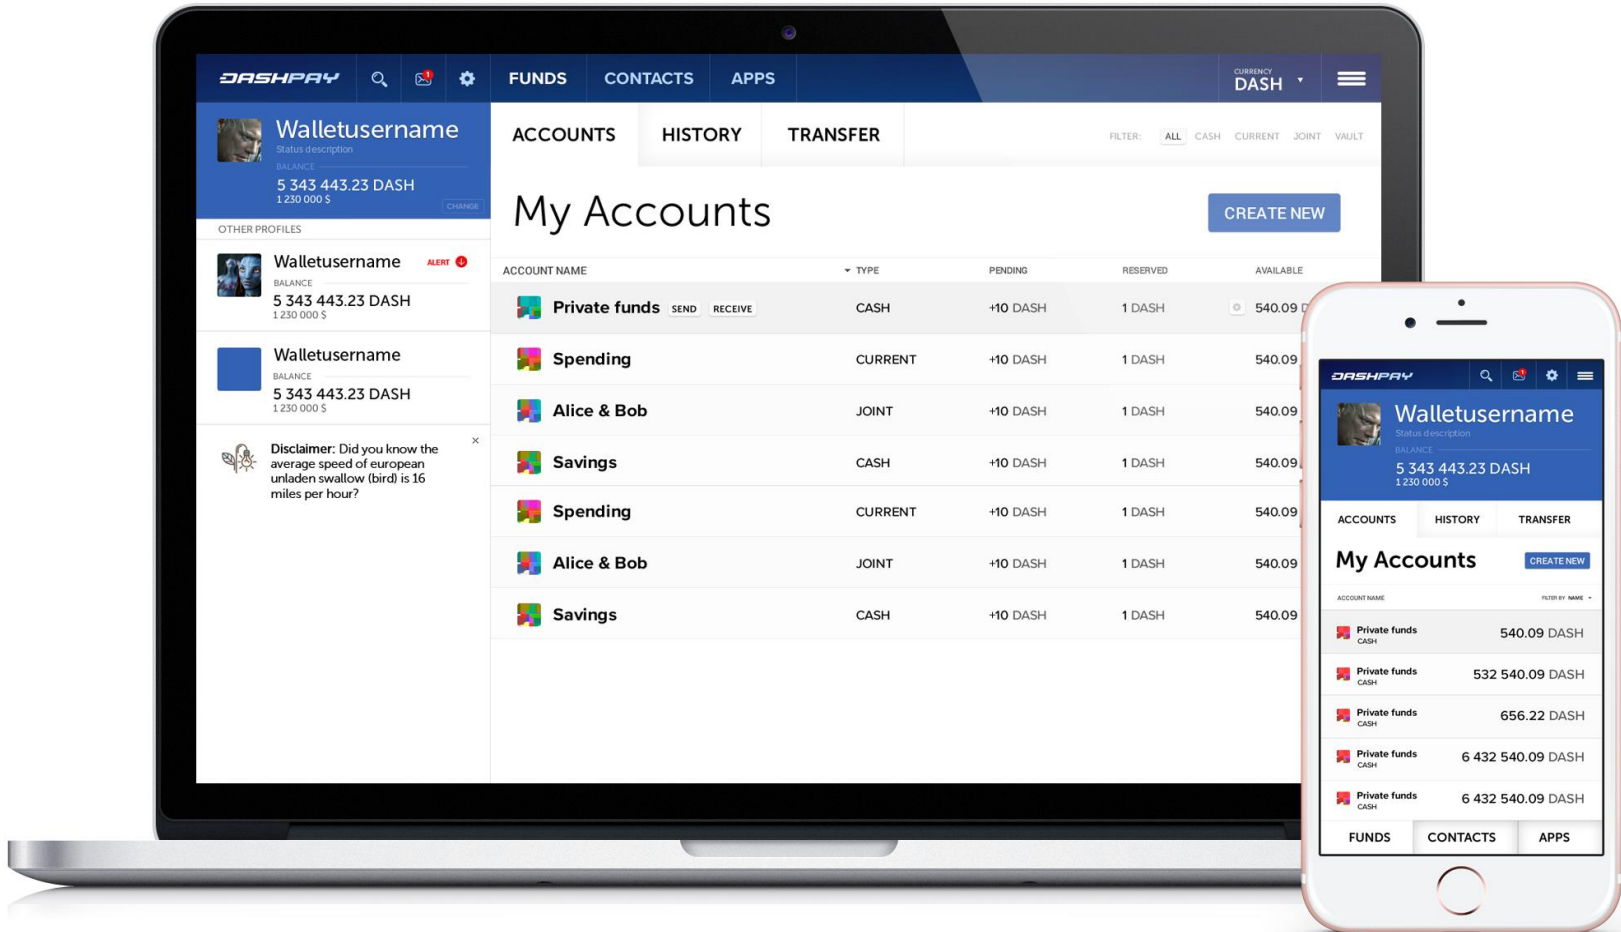 DASHPAY
1
FUNDS CONTACTS APPS
CURRENCY
DASH
Walletusername
Status description
BALANCE
5 343 443.23 DASH
1 230 000 $
CHANGE
OTHER PROFILES
Walletusername ALERT
BALANCE
5 343 443.23 DASH
1 230 000 $
Walletusername
BALANCE
5 343 443.23 DASH
1 230 000 $
Disclaimer: Did you know the
average speed of european
unladen swallow (bird) is 16
miles per hour?
ACCOUNTS HISTORY TRANSFER
FILTER: ALL CASH CURRENT JOINT VAULT
My Accounts
CREATE NEW
ACCOUNT NAME TYPE PENDING RESERVED AVAILABLE
Private funds SEND RECEIVE CASH +10 DASH 1 DASH 540.09 D
Spending CURRENT +10 DASH 1 DASH 540.09
Alice & Bob JOINT +10 DASH 1 DASH 540.09
Savings CASH +10 DASH 1 DASH 540.09
Spending CURRENT +10 DASH 1 DASH 540.09
Alice & Bob JOINT +10 DASH 1 DASH 540.09
Savings CASH +10 DASH 1 DASH 540.09
DASHPAY
1
Walletusername
Status description
BALANCE
5 343 443.23 DASH
1 230 000 $
ACCOUNTS HISTORY TRANSFER
My Accounts CREATE NEW
ACCOUNT NAME FILTER BY NAME
Private funds 540.09 DASH
CASH
Private funds 532 540.09 DASH
CASH
Private funds 656.22 DASH
CASH
Private funds 6 432 540.09 DASH
CASH
Private funds 6 432 540.09 DASH
CASH
FUNDS CONTACTS APPS